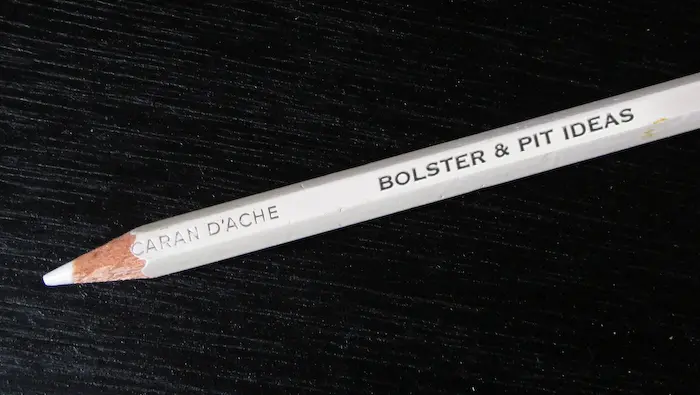 CARAN D'ACHE
BOLSTER & PIT IDEAS